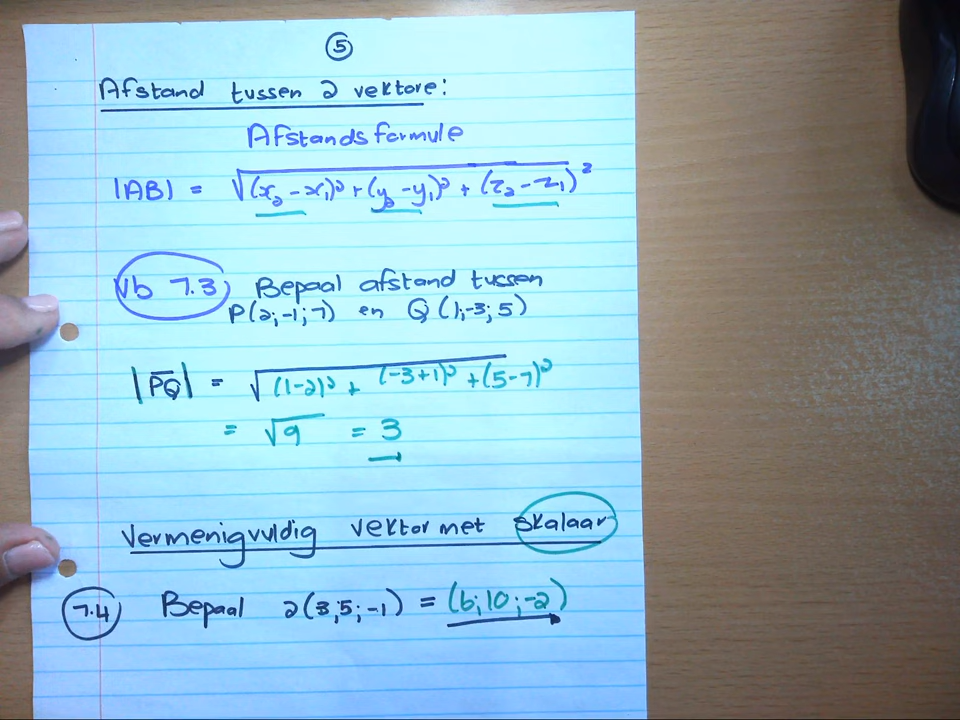 ⑤
Afstand tussen 2 vektore:
Afstandsformule
|AB| = √(x₂ - x₁)² + (y₂ - y₁)² + (z₂ - z₁)²
Vb 7.3) Bepaal afstand tussen
P(2;-1;7) en Q(1;-3;5)
|PQ| = √(1-2)² + (-3+1)² + (5-7)²
= √9 = 3
Vermenigvuldig vektor met skalaar
7.4 Bepaal 2(3;5;-1) = (6;10;-2)